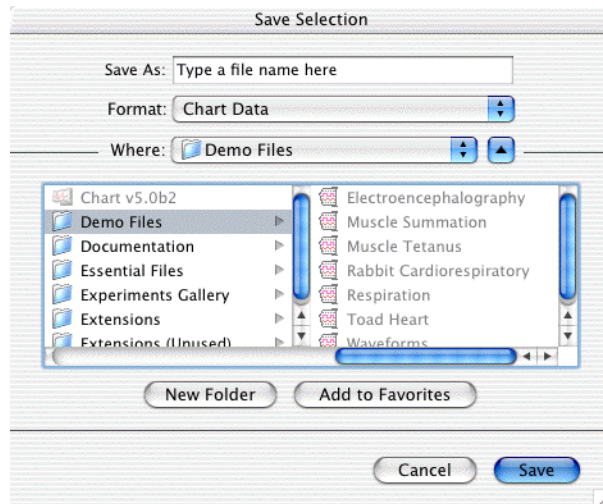 Save Selection
Save As: Type a file name here
Format: Chart Data
Where: Demo Files
Chart v5.0b2
Demo Files
Documentation
Essential Files
Experiments Gallery
Extensions
Extensions (Unused)
Electroencephalography
Muscle Summation
Muscle Tetanus
Rabbit Cardiorespiratory
Respiration
Toad Heart
Waveforms
New Folder
Add to Favorites
Cancel
Save